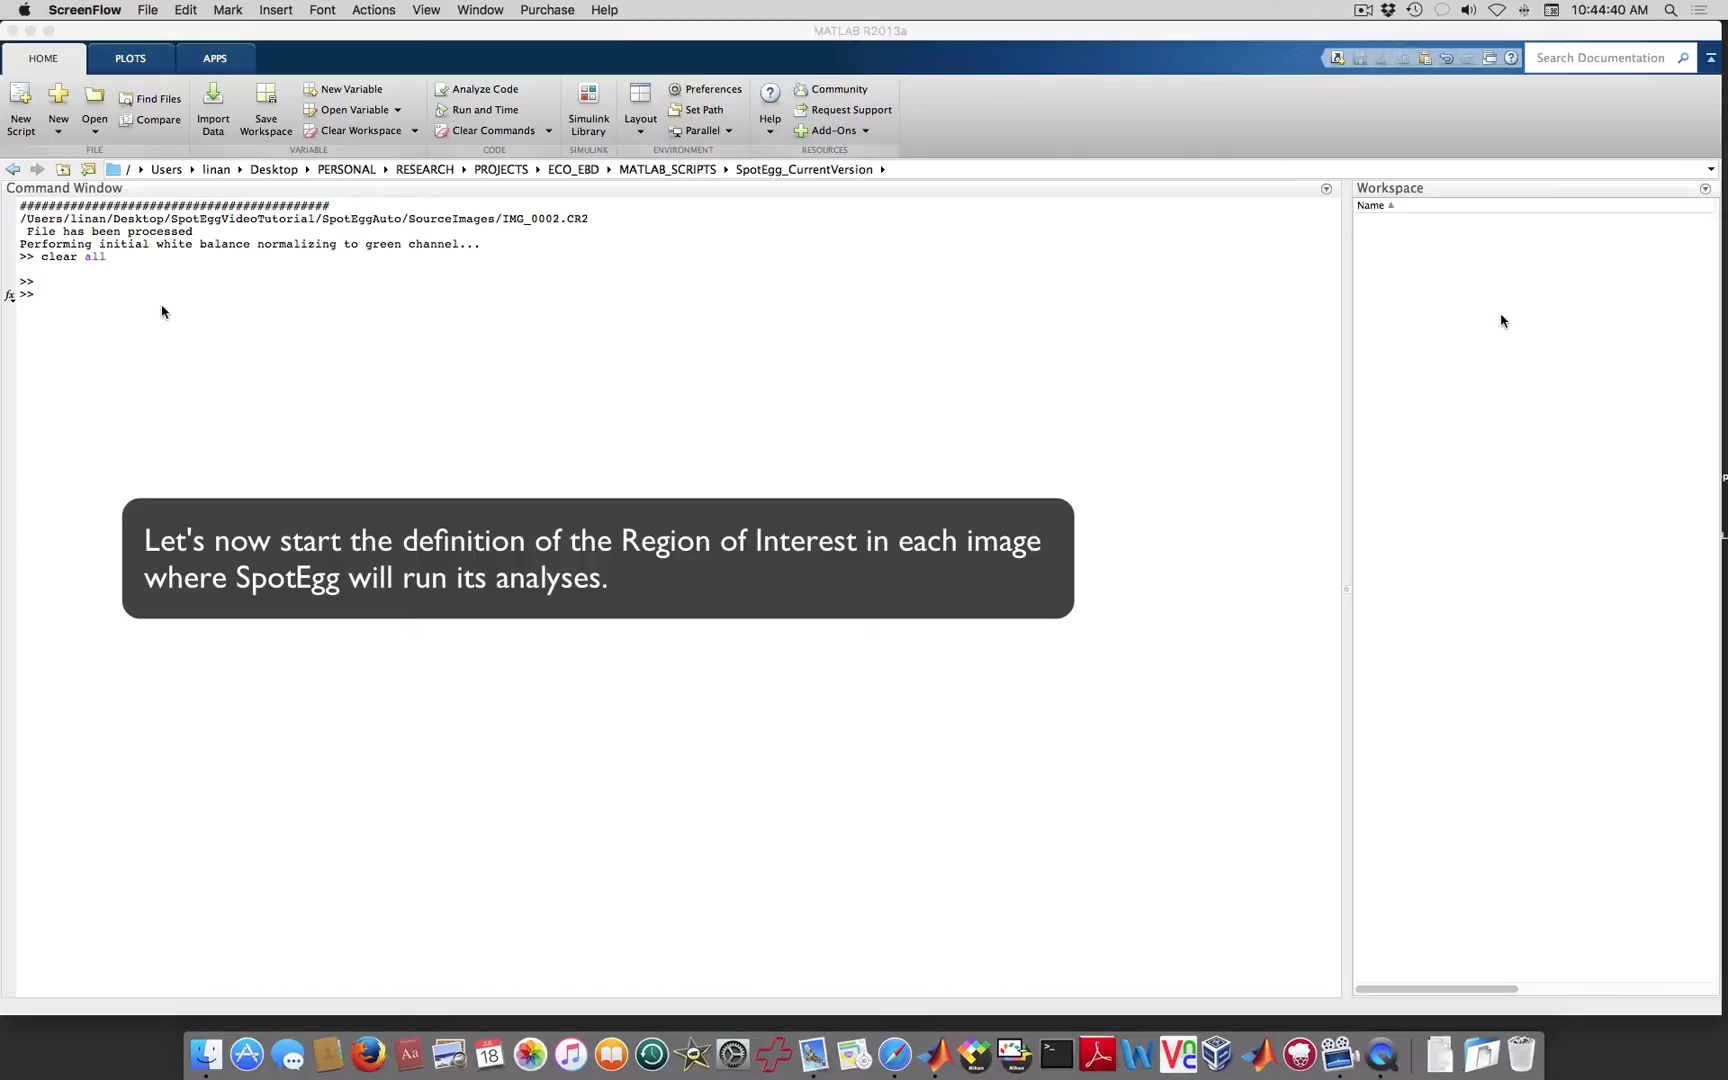 ScreenFlow File Edit Mark Insert Font Actions View Window Purchase Help 10:44:40 AM
MATLAB R2013a
HOME PLOTS APPS Search Documentation
New Script New Open Find Files Compare FILE
Import Data Save Workspace New Variable Open Variable Clear Workspace VARIABLE
Analyze Code Run and Time Clear Commands CODE
Simulink Library SIMULINK
Layout Preferences Set Path Parallel ENVIRONMENT
Help Community Request Support Add-Ons RESOURCES
/ Users linan Desktop PERSONAL RESEARCH PROJECTS ECO_EBD MATLAB_SCRIPTS SpotEgg_CurrentVersion
Command Window
###########################################
/Users/linan/Desktop/SpotEggVideoTutorial/SpotEggAuto/SourceImages/IMG_0002.CR2
File has been processed
Performing initial white balance normalizing to green channel...
>> clear all
>>
fx >>
Workspace
Name
Let's now start the definition of the Region of Interest in each image
where SpotEgg will run its analyses.
JUL
18